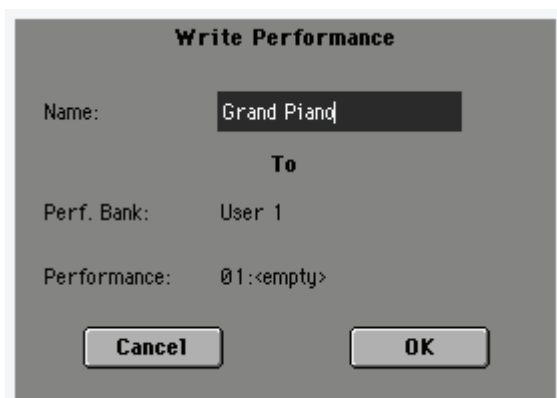 Write Performance
Name: Grand Piano
To
Perf. Bank: User 1
Performance: 01:<empty>
Cancel OK